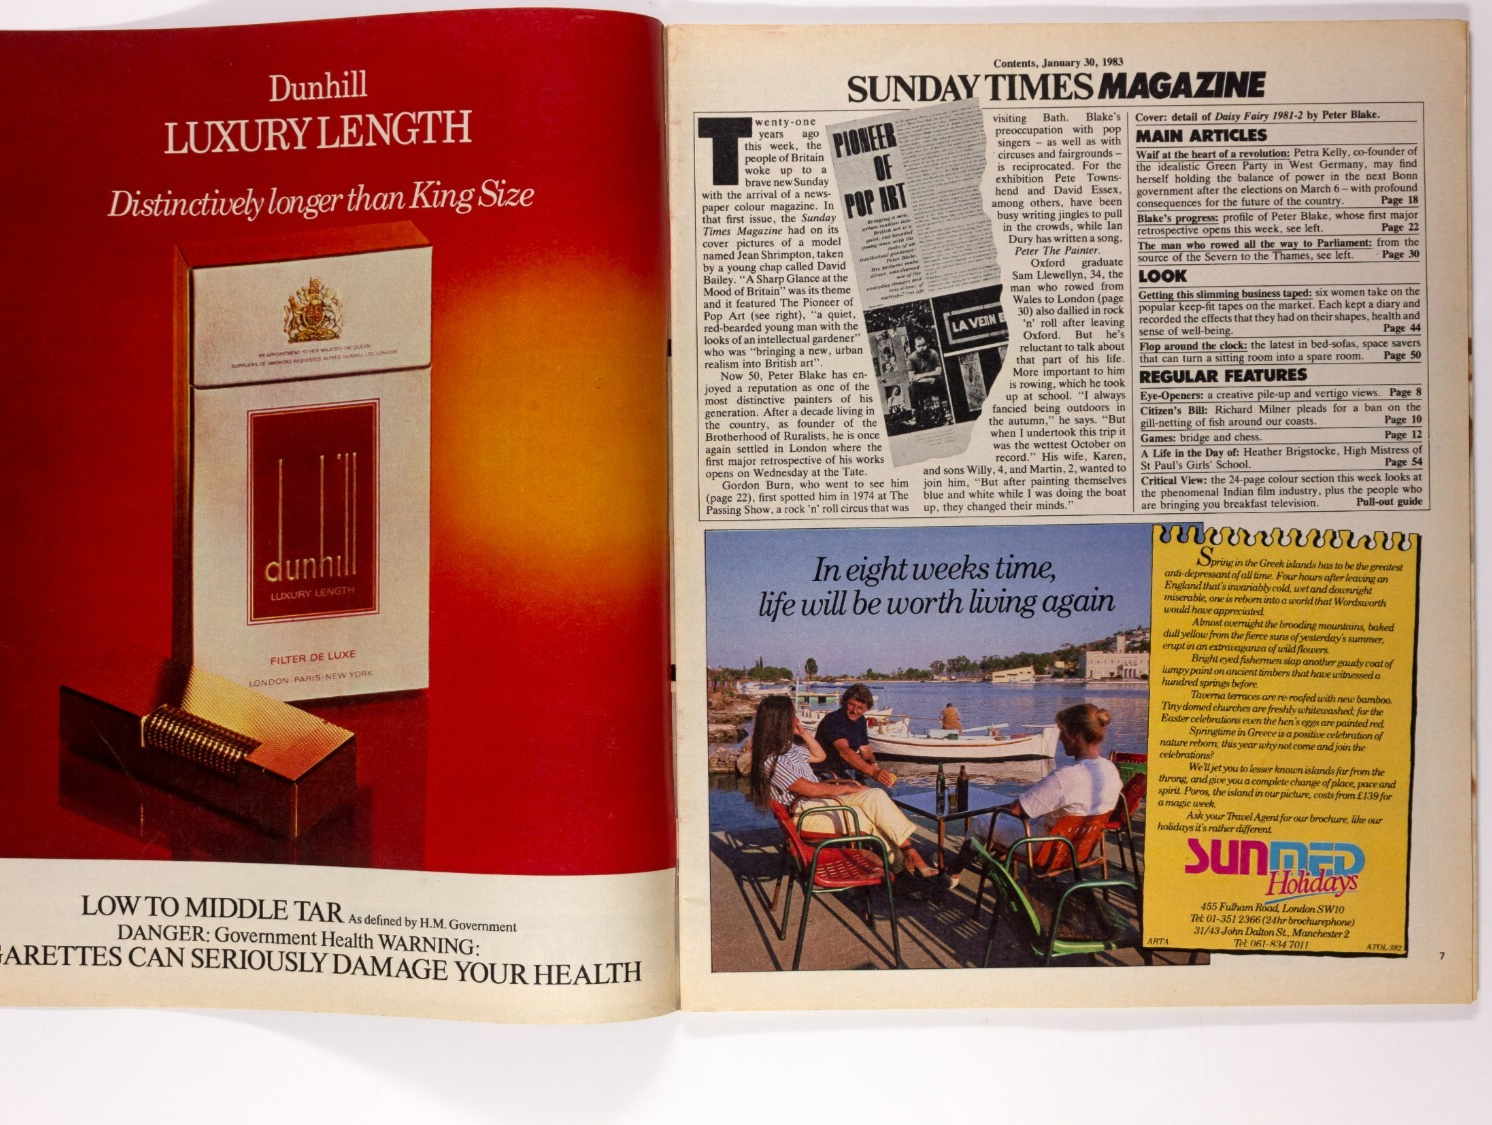 Dunhill
LUXURY LENGTH
Distinctively longer than King Size
BY APPOINTMENT TO HER MAJESTY THE QUEEN
SUPPLIERS OF SMOKERS REQUISITES ALFRED DUNHILL LTD. LONDON
dunhill
LUXURY LENGTH
FILTER DE LUXE
LONDON·PARIS·NEW YORK
LOW TO MIDDLE TAR As defined by H.M. Government
DANGER: Government Health WARNING:
GARETTES CAN SERIOUSLY DAMAGE YOUR HEALTH
Contents, January 30, 1983
SUNDAY TIMES MAGAZINE
Twenty-one
years ago
this week, the
people of Britain
woke up to a
brave new Sunday
with the arrival of a news-
paper colour magazine. In
that first issue, the Sunday
Times Magazine had on its
cover pictures of a model
named Jean Shrimpton, taken
by a young chap called David
Bailey. "A Sharp Glance at the
Mood of Britain" was its theme
and it featured The Pioneer of
Pop Art (see right), "a quiet,
red-bearded young man with the
looks of an intellectual gardener"
who was "bringing a new, urban
realism into British art".
Now 50, Peter Blake has en-
joyed a reputation as one of the
most distinctive painters of his
generation. After a decade living in
the country, as founder of the
Brotherhood of Ruralists, he is once
again settled in London where the
first major retrospective of his works
opens on Wednesday at the Tate.
Gordon Burn, who went to see him
(page 22), first spotted him in 1974 at The
Passing Show, a rock 'n' roll circus that was
PIONEER
OF
POP ART
LA VEIN E
visiting Bath. Blake's
preoccupation with pop
singers – as well as with
circuses and fairgrounds –
is reciprocated. For the
exhibition Pete Towns-
hend and David Essex,
among others, have been
busy writing jingles to pull
in the crowds, while Ian
Dury has written a song,
Peter The Painter.
Oxford graduate
Sam Llewellyn, 34, the
man who rowed from
Wales to London (page
30) also dallied in rock
'n' roll after leaving
Oxford. But he's
reluctant to talk about
that part of his life.
More important to him
is rowing, which he took
up at school. "I always
fancied being outdoors in
the autumn," he says. "But
when I undertook this trip it
was the wettest October on
record." His wife, Karen,
and sons Willy, 4, and Martin, 2, wanted to
join him, "But after painting themselves
blue and white while I was doing the boat
up, they changed their minds."
Cover: detail of Daisy Fairy 1981-2 by Peter Blake.
MAIN ARTICLES
Waif at the heart of a revolution: Petra Kelly, co-founder of
the idealistic Green Party in West Germany, may find
herself holding the balance of power in the next Bonn
government after the elections on March 6 – with profound
consequences for the future of the country. Page 18
Blake's progress: profile of Peter Blake, whose first major
retrospective opens this week, see left. Page 22
The man who rowed all the way to Parliament: from the
source of the Severn to the Thames, see left. Page 30
LOOK
Getting this slimming business taped: six women take on the
popular keep-fit tapes on the market. Each kept a diary and
recorded the effects that they had on their shapes, health and
sense of well-being. Page 44
Flop around the clock: the latest in bed-sofas, space savers
that can turn a sitting room into a spare room. Page 50
REGULAR FEATURES
Eye-Openers: a creative pile-up and vertigo views. Page 8
Citizen's Bill: Richard Milner pleads for a ban on the
gill-netting of fish around our coasts. Page 10
Games: bridge and chess. Page 12
A Life in the Day of: Heather Brigstocke, High Mistress of
St Paul's Girls' School. Page 54
Critical View: the 24-page colour section this week looks at
the phenomenal Indian film industry, plus the people who
are bringing you breakfast television. Pull-out guide
In eight weeks time,
life will be worth living again
Spring in the Greek islands has to be the greatest
anti-depressant of all time. Four hours after leaving an
England that's invariably cold, wet and downright
miserable, one is reborn into a world that Wordsworth
would have appreciated.
Almost overnight the brooding mountains, baked
dull yellow from the fierce suns of yesterday's summer,
erupt in an extravaganza of wild flowers.
Bright eyed fishermen slap another gaudy coat of
lumpy paint on ancient timbers that have witnessed a
hundred springs before.
Taverna terraces are re-roofed with new bamboo.
Tiny domed churches are freshly whitewashed; for the
Easter celebrations even the hen's eggs are painted red.
Springtime in Greece is a positive celebration of
nature reborn; this year why not come and join the
celebrations?
We'll jet you to lesser known islands far from the
throng, and give you a complete change of place, pace and
spirit. Poros, the island in our picture, costs from £139 for
a magic week.
Ask your Travel Agent for our brochure, like our
holidays it's rather different.
SUNMED
Holidays
455 Fulham Road, London SW10
Tel: 01-351 2366 (24hr brochurephone)
31/43 John Dalton St., Manchester 2
Tel: 061-834 7011
ABTA
ATOL 382
7